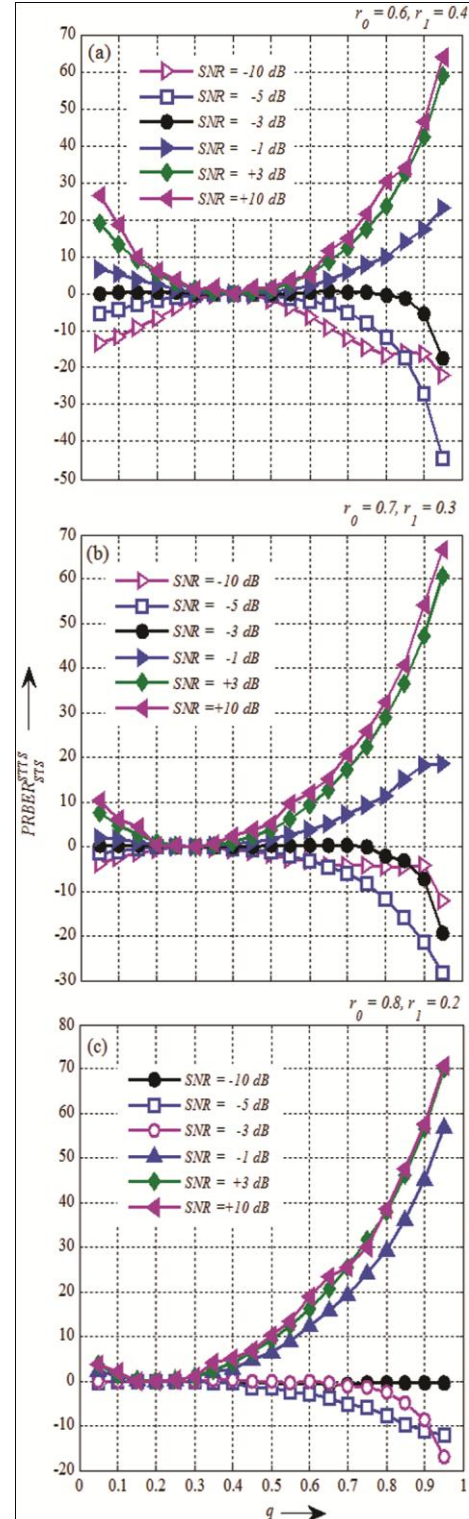 r0 = 0.6, r1 = 0.4
(a)
70
60
50
40
30
20
10
0
-10
-20
-30
-40
-50
SNR = -10 dB
SNR = -5 dB
SNR = -3 dB
SNR = -1 dB
SNR = +3 dB
SNR = +10 dB
r0 = 0.7, r1 = 0.3
(b)
70
60
50
40
30
20
10
0
-10
-20
-30
SNR = -10 dB
SNR = -5 dB
SNR = -3 dB
SNR = -1 dB
SNR = +3 dB
SNR = +10 dB
PRBER STTS STS
r0 = 0.8, r1 = 0.2
(c)
80
70
60
50
40
30
20
10
0
-10
-20
SNR = -10 dB
SNR = -5 dB
SNR = -3 dB
SNR = -1 dB
SNR = +3 dB
SNR = +10 dB
0 0.1 0.2 0.3 0.4 0.5 0.6 0.7 0.8 0.9 1
q